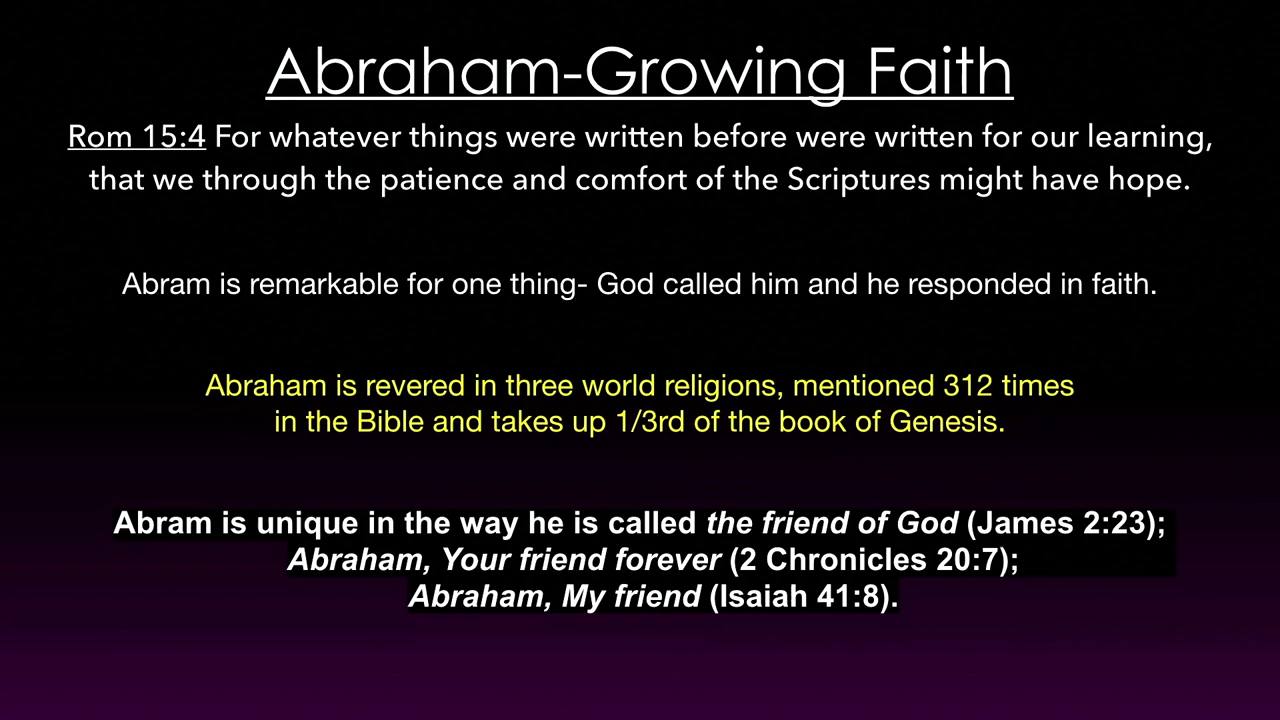 Abraham-Growing Faith
Rom 15:4 For whatever things were written before were written for our learning,
that we through the patience and comfort of the Scriptures might have hope.
Abram is remarkable for one thing- God called him and he responded in faith.
Abraham is revered in three world religions, mentioned 312 times
in the Bible and takes up 1/3rd of the book of Genesis.
Abram is unique in the way he is called the friend of God (James 2:23);
Abraham, Your friend forever (2 Chronicles 20:7);
Abraham, My friend (Isaiah 41:8).